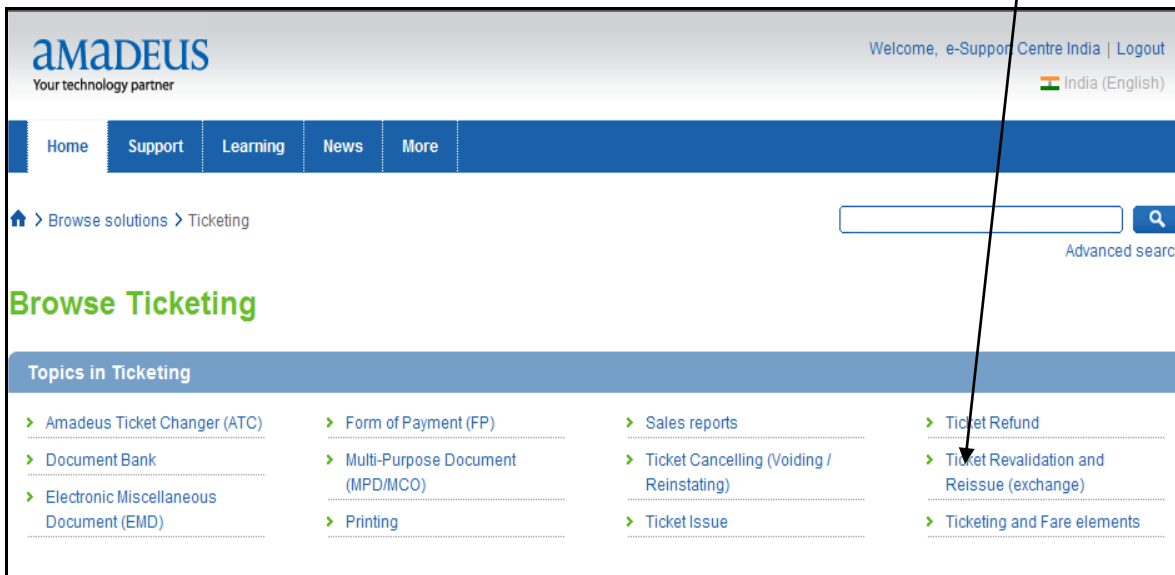 amadeus
Your technology partner
Welcome, e-Support Centre India | Logout
India (English)
Home Support Learning News More
> Browse solutions > Ticketing
Advanced searc
Browse Ticketing
Topics in Ticketing
Amadeus Ticket Changer (ATC)
Document Bank
Electronic Miscellaneous
Document (EMD)
Form of Payment (FP)
Multi-Purpose Document
(MPD/MCO)
Printing
Sales reports
Ticket Cancelling (Voiding /
Reinstating)
Ticket Issue
Ticket Refund
Ticket Revalidation and
Reissue (exchange)
Ticketing and Fare elements